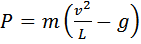 P = m(v²/L − g)